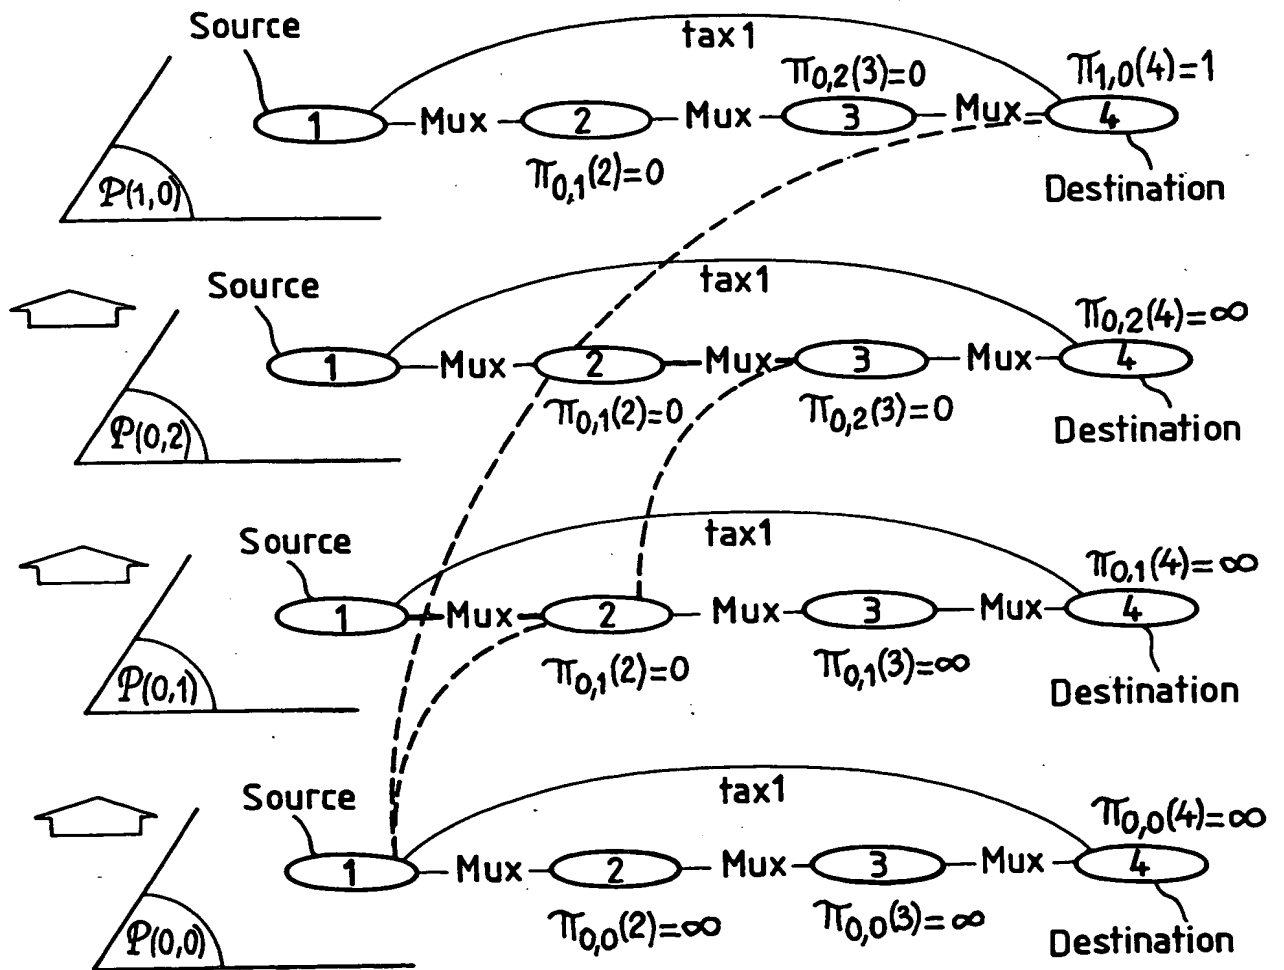 Source
tax1
π0,2(3)=0
π1,0(4)=1
1 Mux 2 Mux 3 Mux 4
π0,1(2)=0
P(1,0)
Destination
Source
tax1
π0,2(4)=∞
1 Mux 2 Mux 3 Mux 4
π0,1(2)=0
π0,2(3)=0
P(0,2)
Destination
Source
tax1
π0,1(4)=∞
1 Mux 2 Mux 3 Mux 4
π0,1(2)=0
π0,1(3)=∞
P(0,1)
Destination
Source
tax1
π0,0(4)=∞
1 Mux 2 Mux 3 Mux 4
π0,0(2)=∞
π0,0(3)=∞
P(0,0)
Destination